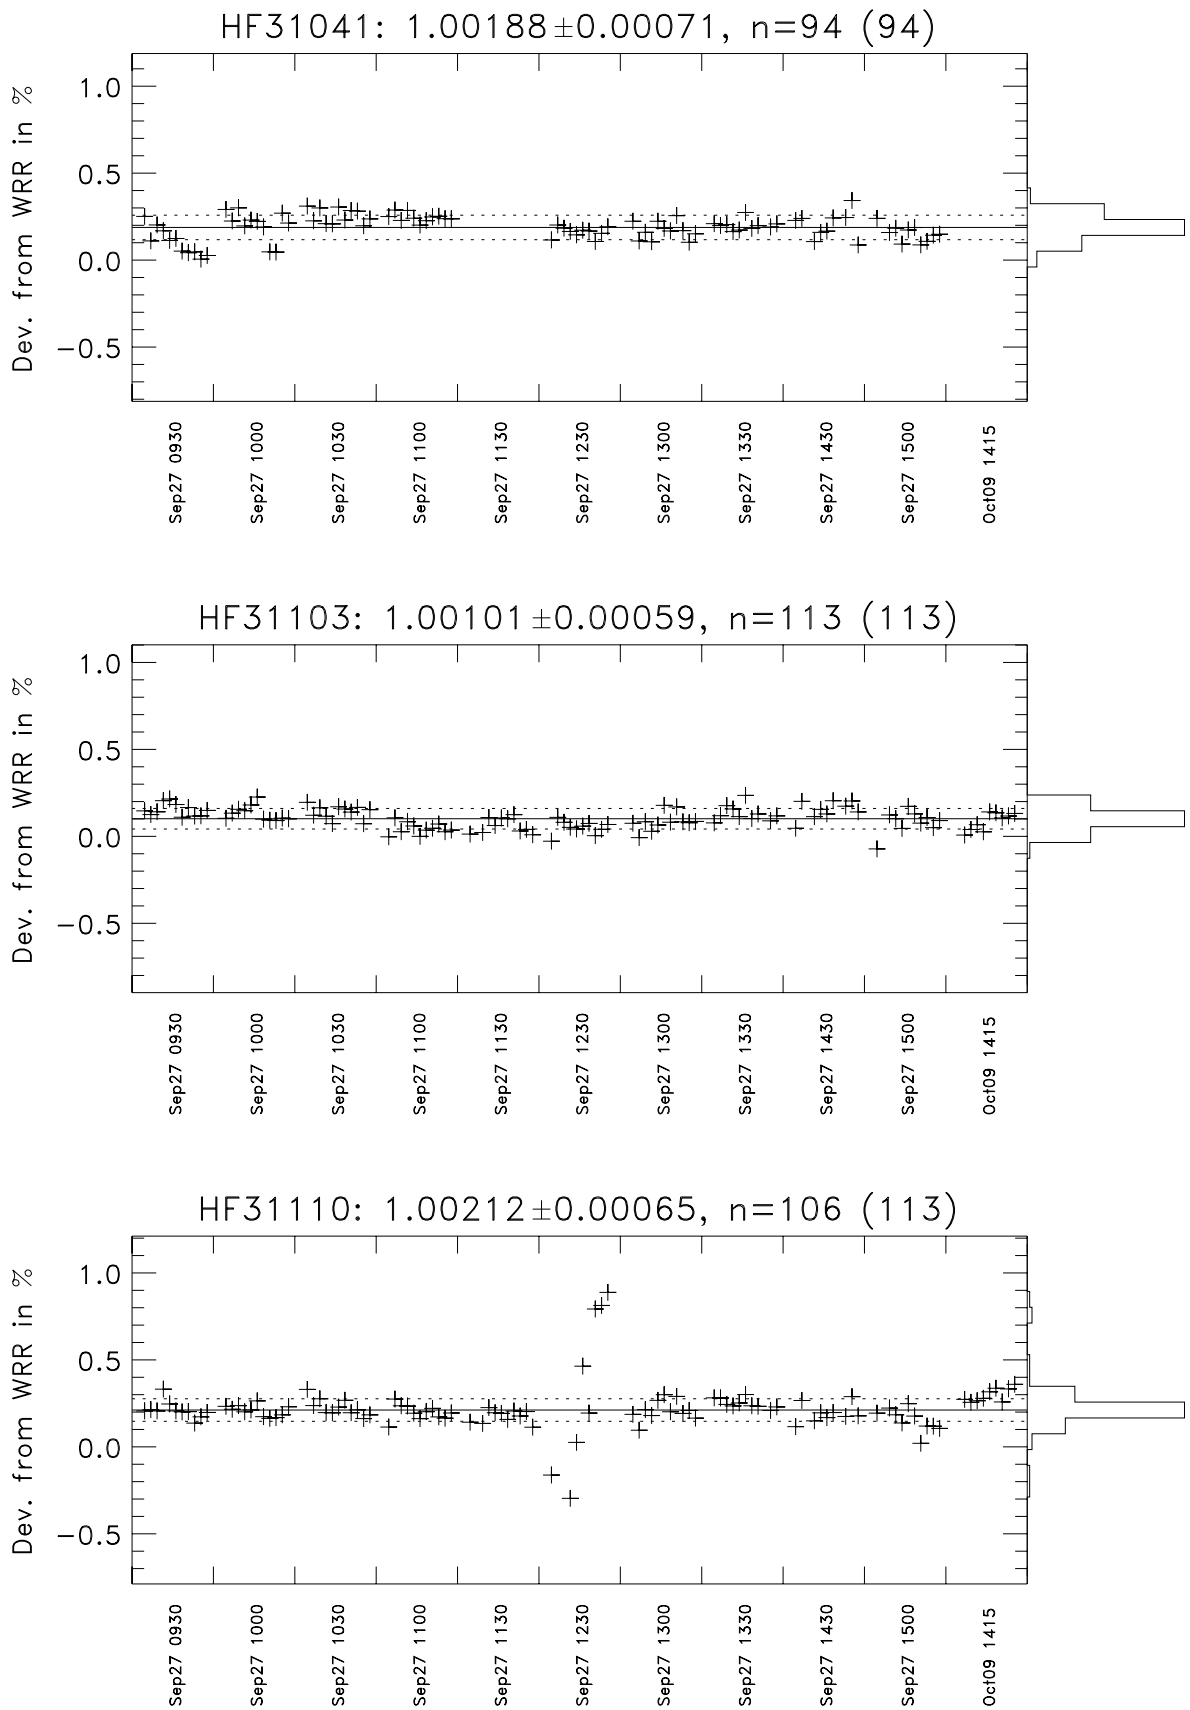 HF31041: 1.00188±0.00071, n=94 (94)
Dev. from WRR in %
1.0
0.5
0.0
−0.5
Sep27 0930
Sep27 1000
Sep27 1030
Sep27 1100
Sep27 1130
Sep27 1230
Sep27 1300
Sep27 1330
Sep27 1430
Sep27 1500
Oct09 1415
HF31103: 1.00101±0.00059, n=113 (113)
Dev. from WRR in %
1.0
0.5
0.0
−0.5
Sep27 0930
Sep27 1000
Sep27 1030
Sep27 1100
Sep27 1130
Sep27 1230
Sep27 1300
Sep27 1330
Sep27 1430
Sep27 1500
Oct09 1415
HF31110: 1.00212±0.00065, n=106 (113)
Dev. from WRR in %
1.0
0.5
0.0
−0.5
Sep27 0930
Sep27 1000
Sep27 1030
Sep27 1100
Sep27 1130
Sep27 1230
Sep27 1300
Sep27 1330
Sep27 1430
Sep27 1500
Oct09 1415